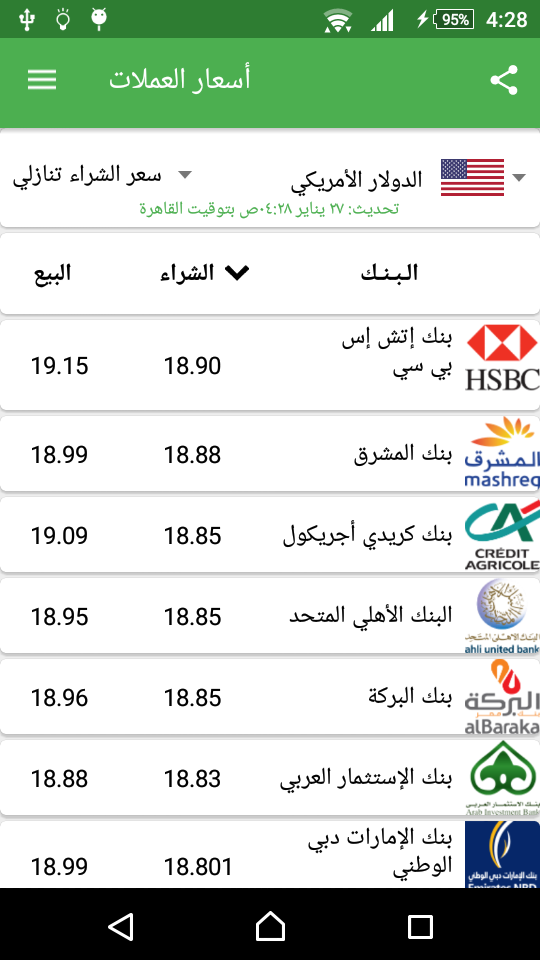 95% 4:28
أسعار العملات
الدولار الأمريكي
سعر الشراء تنازلي
تحديث: ٢٧ يناير ٠٤:٢٨ص بتوقيت القاهرة
البـنـك الشراء البيع
بنك إتش إس
بي سي
18.90 19.15
HSBC
بنك المشرق 18.88 18.99
المشرق
mashreq
بنك كريدي أجريكول 18.85 19.09
CRÉDIT
AGRICOLE
البنك الأهلي المتحد 18.85 18.95
البنك الاهلي المتحد
ahli united bank
بنك البركة 18.85 18.96
البركة
بنك مصر
alBaraka
بنك الإستثمار العربي 18.83 18.88
بنك الاستثمار العربي
Arab Investment Bank
بنك الإمارات دبي
الوطني
18.801 18.99
بنك الإمارات دبي الوطني
Emirates NBD